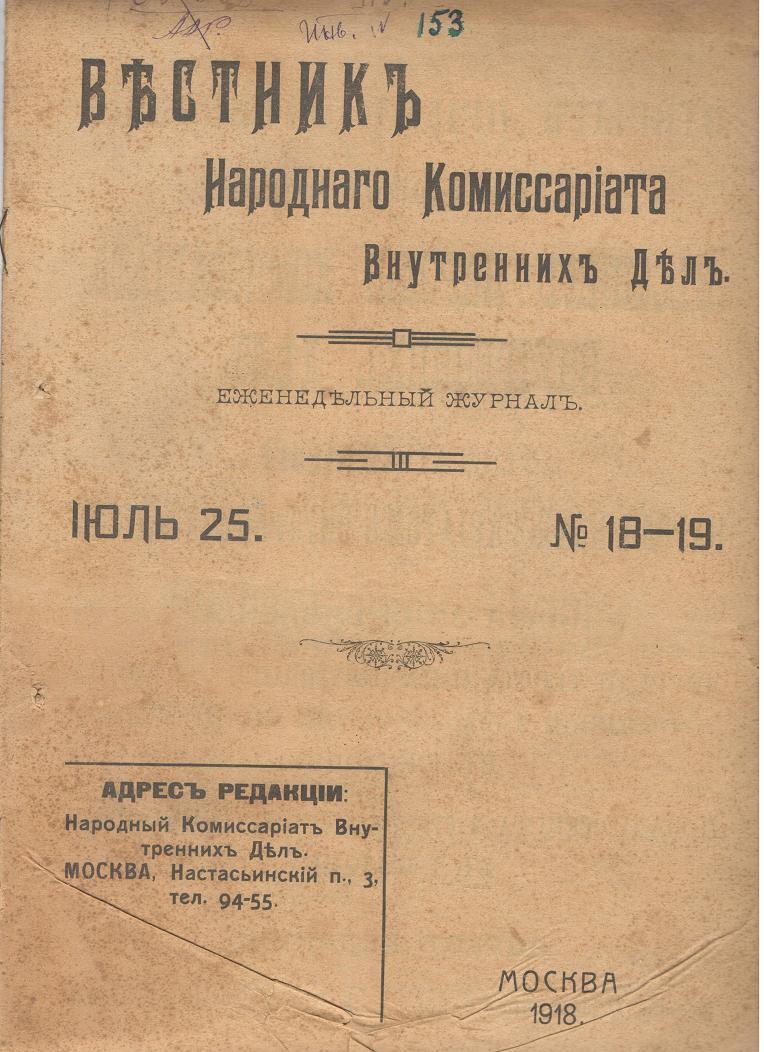 Инв. N 153
ВѢСТНИКЪ
Народнаго Комиссаріата
Внутреннихъ Дѣлъ.
ЕЖЕНЕДѢЛЬНЫЙ ЖУРНАЛЪ.
ІЮЛЬ 25. № 18—19.
АДРЕСЪ РЕДАКЦІИ:
Народный Комиссаріатъ Вну-
треннихъ Дѣлъ.
МОСКВА, Настасьинскій п., 3,
тел. 94-55.
МОСКВА
1918.